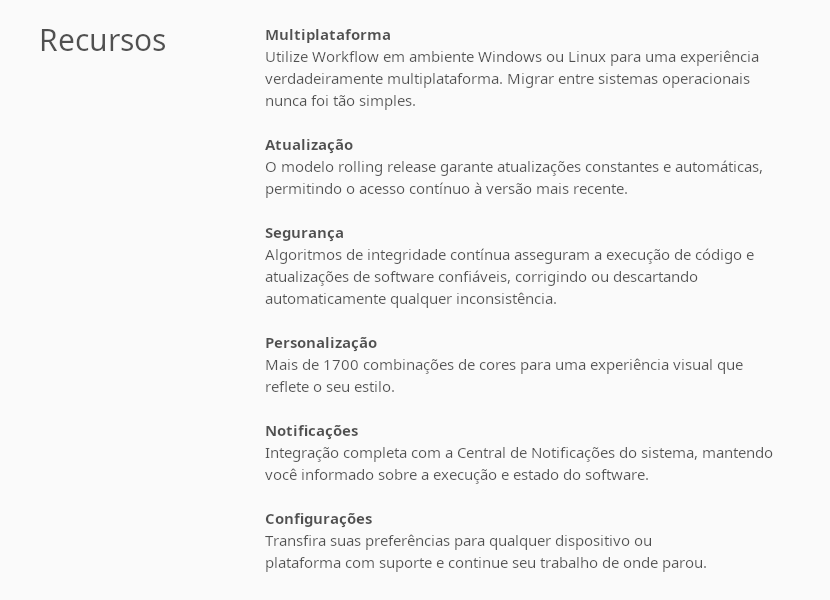 Recursos
Multiplataforma
Utilize Workflow em ambiente Windows ou Linux para uma experiência
verdadeiramente multiplataforma. Migrar entre sistemas operacionais
nunca foi tão simples.
Atualização
O modelo rolling release garante atualizações constantes e automáticas,
permitindo o acesso contínuo à versão mais recente.
Segurança
Algoritmos de integridade contínua asseguram a execução de código e
atualizações de software confiáveis, corrigindo ou descartando
automaticamente qualquer inconsistência.
Personalização
Mais de 1700 combinações de cores para uma experiência visual que
reflete o seu estilo.
Notificações
Integração completa com a Central de Notificações do sistema, mantendo
você informado sobre a execução e estado do software.
Configurações
Transfira suas preferências para qualquer dispositivo ou
plataforma com suporte e continue seu trabalho de onde parou.